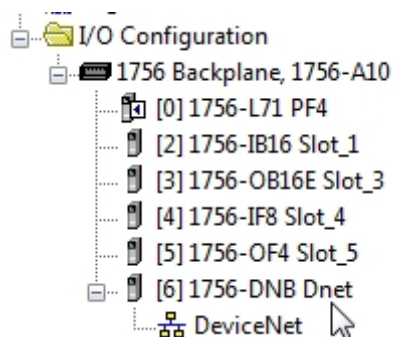 I/O Configuration
1756 Backplane, 1756-A10
[0] 1756-L71 PF4
[2] 1756-IB16 Slot_1
[3] 1756-OB16E Slot_3
[4] 1756-IF8 Slot_4
[5] 1756-OF4 Slot_5
[6] 1756-DNB Dnet
DeviceNet